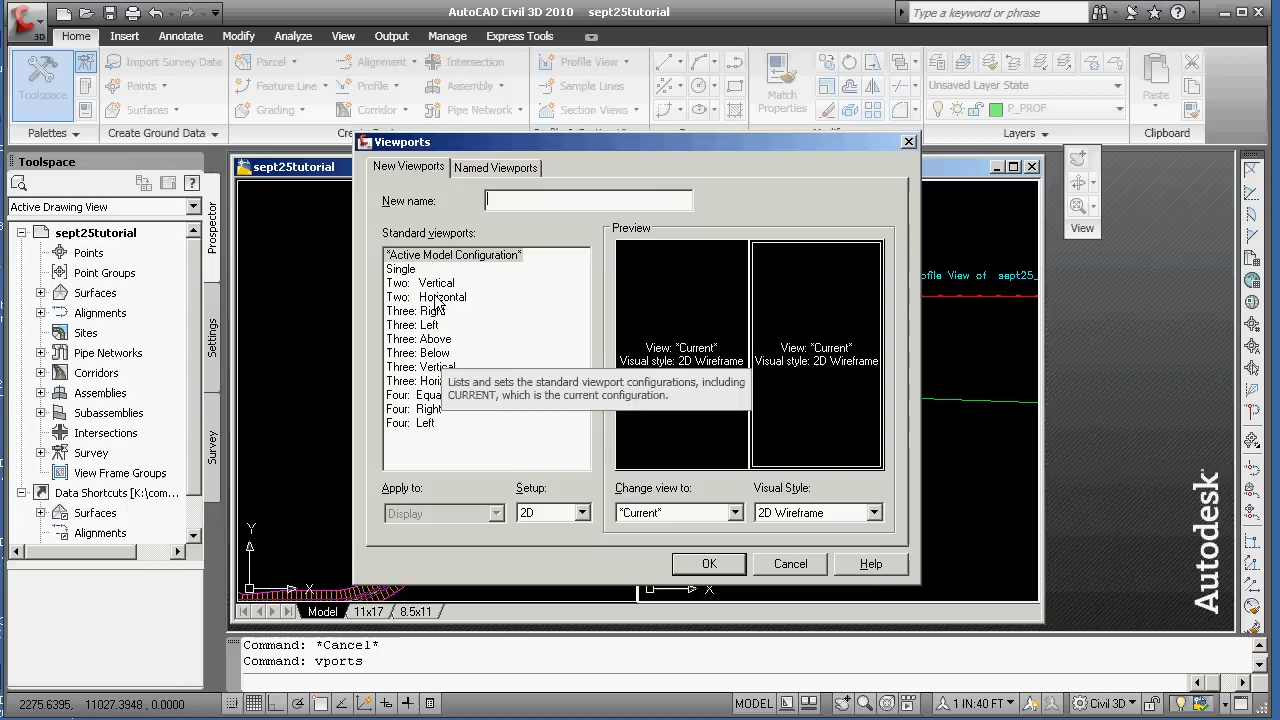 AutoCAD Civil 3D 2010 sept25tutorial
Type a keyword or phrase
3D
Home Insert Annotate Modify Analyze View Output Manage Express Tools
Toolspace
Import Survey Data
Points
Surfaces
Parcel
Feature Line
Grading
Alignment
Profile
Corridor
Intersection
Assembly
Pipe Network
Profile View
Sample Lines
Section Views
Match
Properties
Unsaved Layer State
P_PROF
Paste
Palettes
Create Ground Data
Layers
Clipboard
Toolspace
Active Drawing View
sept25tutorial
Points
Point Groups
Surfaces
Alignments
Sites
Pipe Networks
Corridors
Assemblies
Subassemblies
Intersections
Survey
View Frame Groups
Data Shortcuts [K:\com...
Surfaces
Alignments
Prospector
Settings
Survey
sept25tutorial
Viewports
New Viewports
Named Viewports
New name:
Standard viewports:
*Active Model Configuration*
Single
Two: Vertical
Two: Horizontal
Three: Right
Three: Left
Three: Above
Three: Below
Three: Vertical
Three: Hori
Four: Equa
Four: Right
Four: Left
Lists and sets the standard viewport configurations, including
CURRENT, which is the current configuration.
Preview
View: *Current*
Visual style: 2D Wireframe
View: *Current*
Visual style: 2D Wireframe
Apply to:
Display
Setup:
2D
Change view to:
*Current*
Visual Style:
2D Wireframe
OK
Cancel
Help
View
ofile View of sept25_
Y
X
X
Model 11x17 8.5x11
Autodesk
Command: *Cancel*
Command: vports
2275.6395, 11027.3948 , 0.0000
MODEL
1 IN:40 FT
Civil 3D